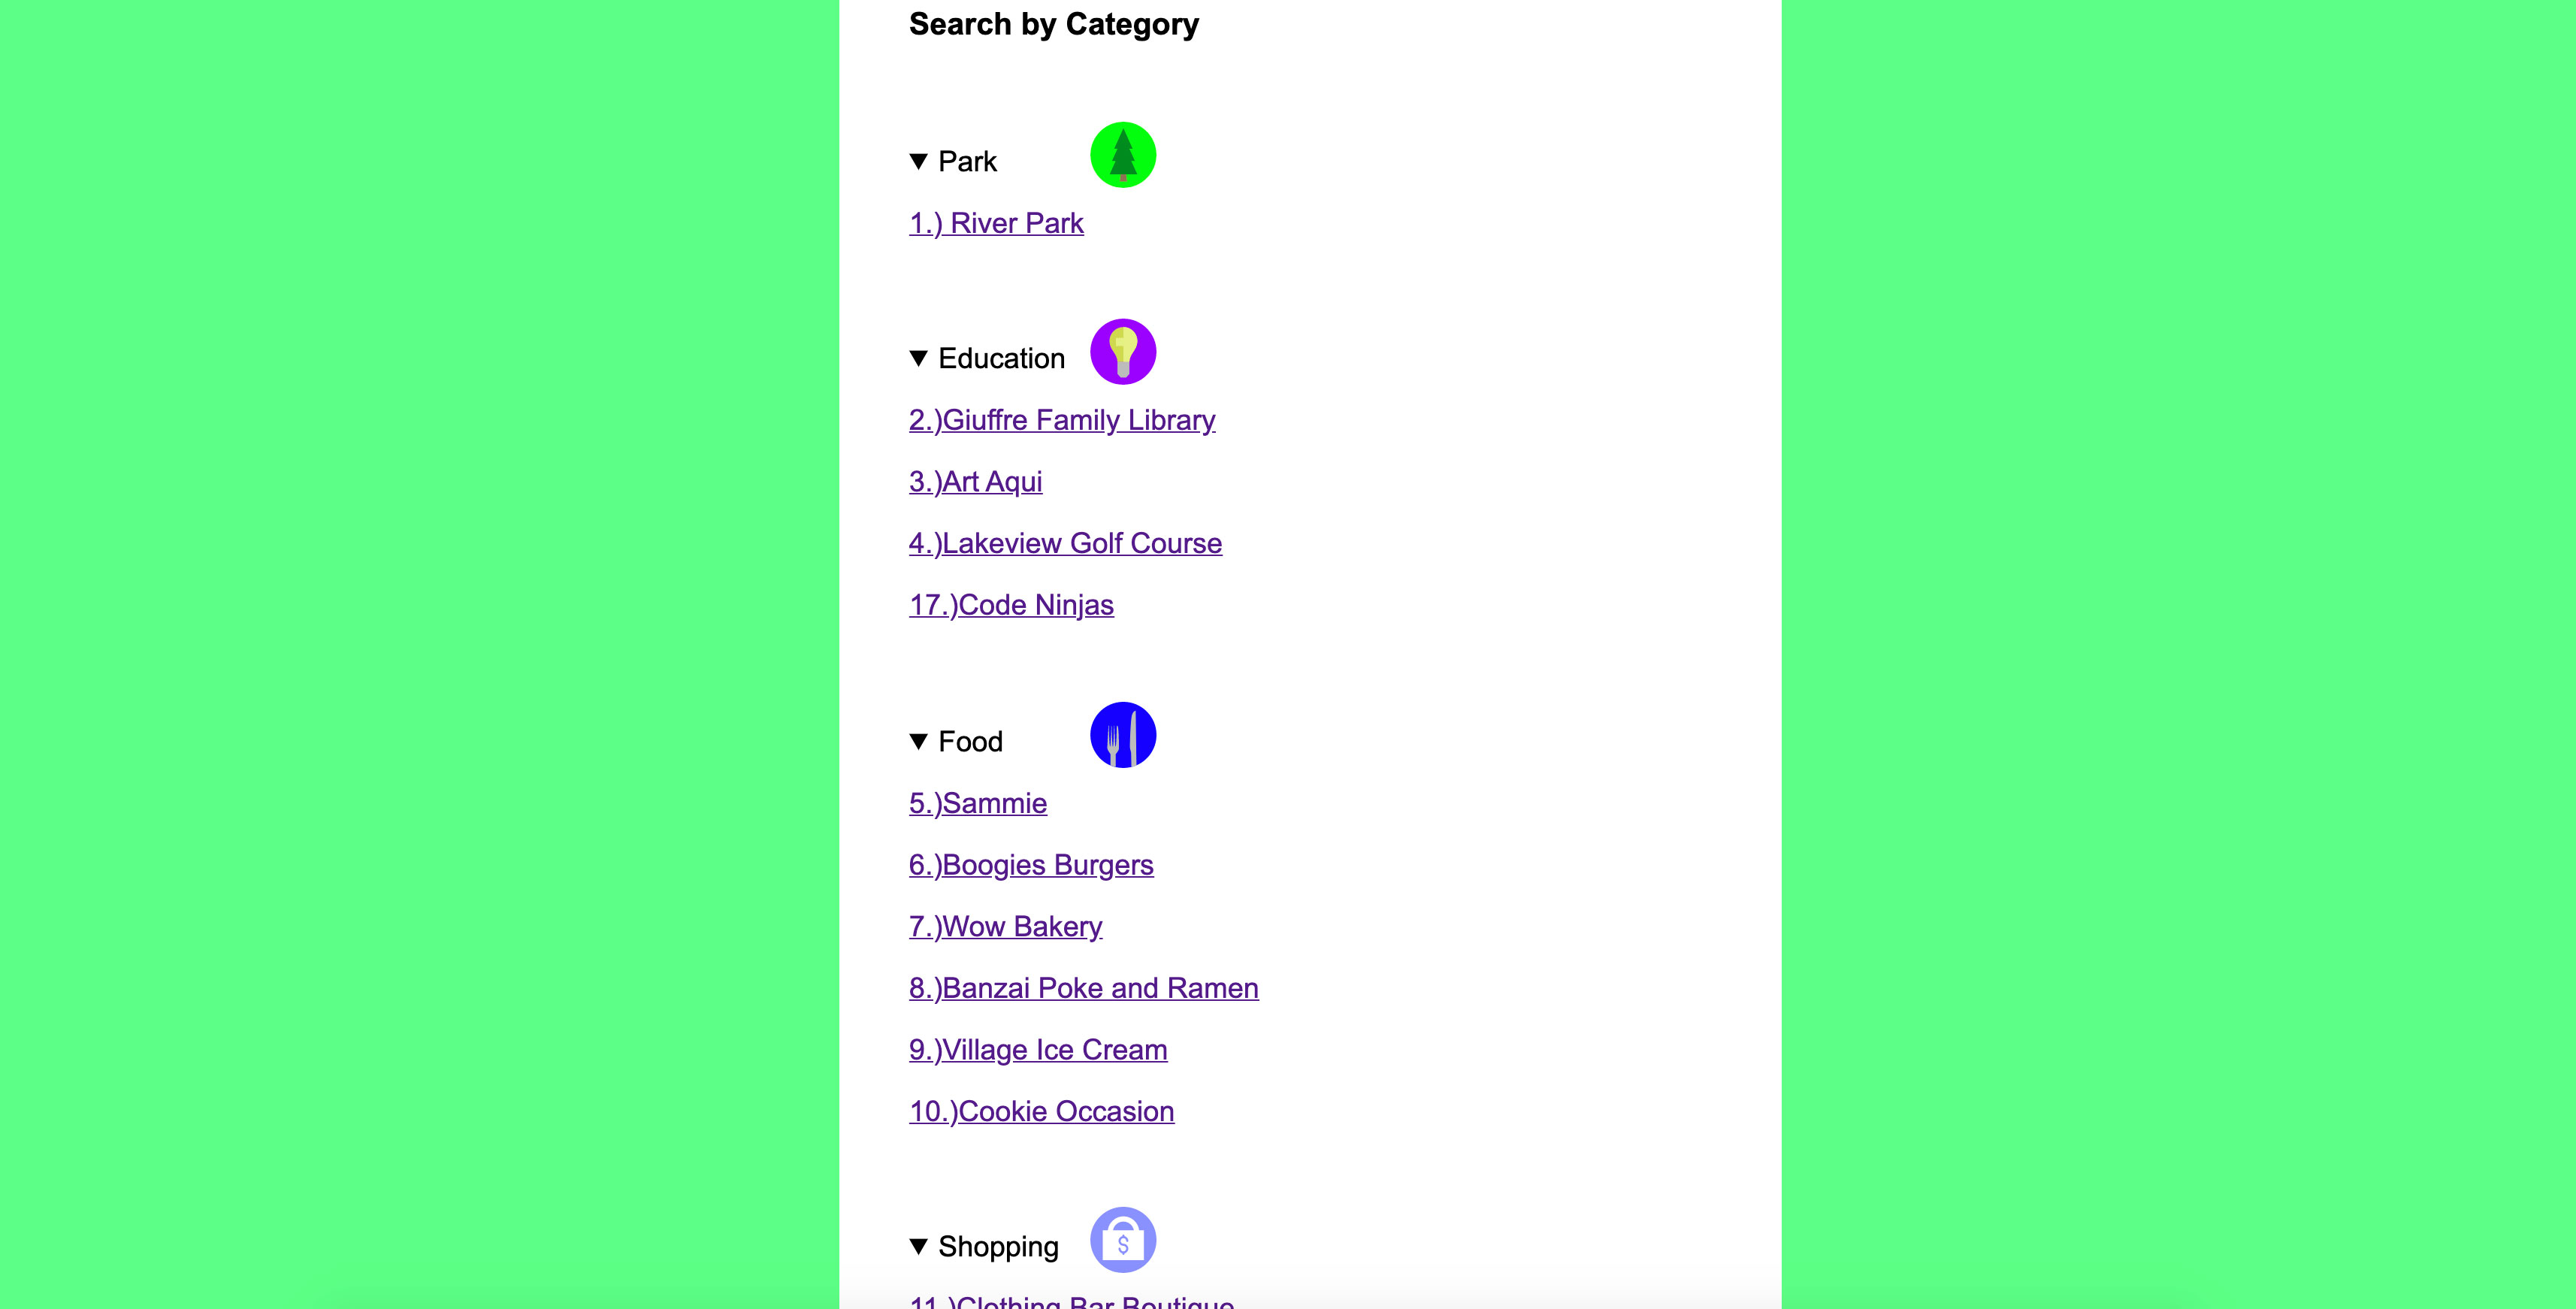 Search by Category
Park
1.) River Park
Education
2.)Giuffre Family Library
3.)Art Aqui
4.)Lakeview Golf Course
17.)Code Ninjas
Food
5.)Sammie
6.)Boogies Burgers
7.)Wow Bakery
8.)Banzai Poke and Ramen
9.)Village Ice Cream
10.)Cookie Occasion
$
Shopping
11.)Clothing Bar Boutique